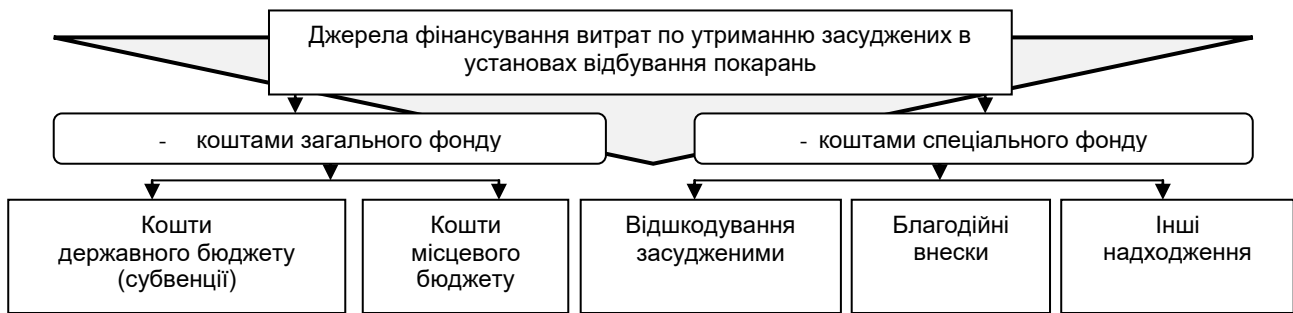 Джерела фінансування витрат по утриманню засуджених в
установах відбування покарань
- коштами загального фонду
- коштами спеціального фонду
Кошти
державного бюджету
(субвенції)
Кошти
місцевого
бюджету
Відшкодування
засудженими
Благодійні
внески
Інші
надходження